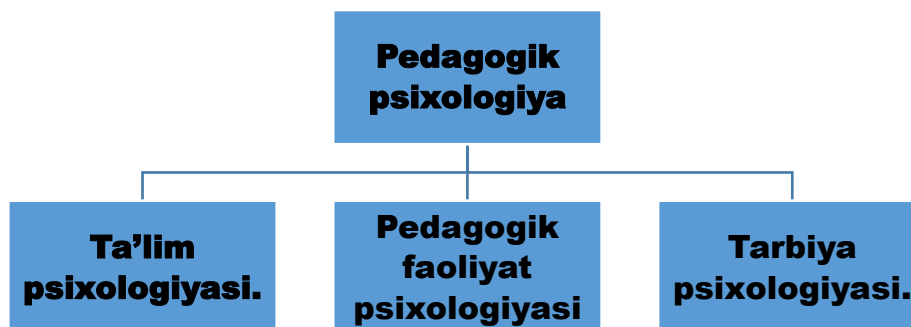 Pedagogik
psixologiya
Ta’lim
psixologiyasi.
Pedagogik
faoliyat
psixologiyasi
Tarbiya
psixologiyasi.